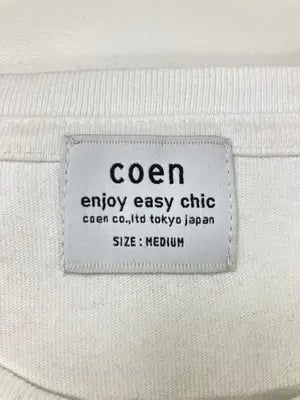 coen
enjoy easy chic
coen co.,ltd tokyo japan
SIZE : MEDIUM